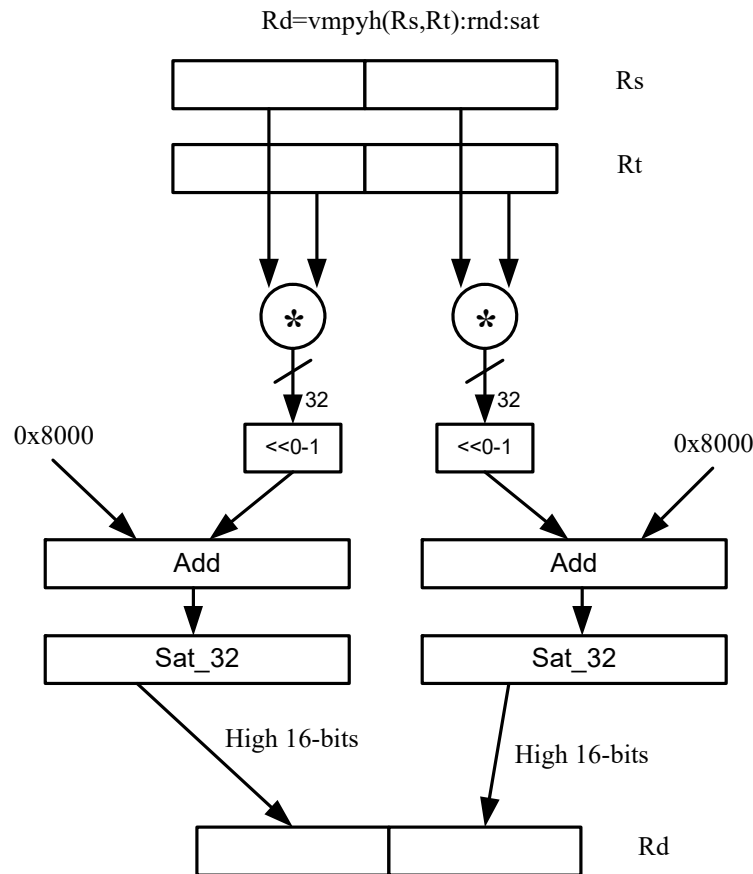 Rd=vmpyh(Rs,Rt):rnd:sat
Rs
Rt
* *
32 32
<<0-1 <<0-1
0x8000 0x8000
Add Add
Sat_32 Sat_32
High 16-bits High 16-bits
Rd